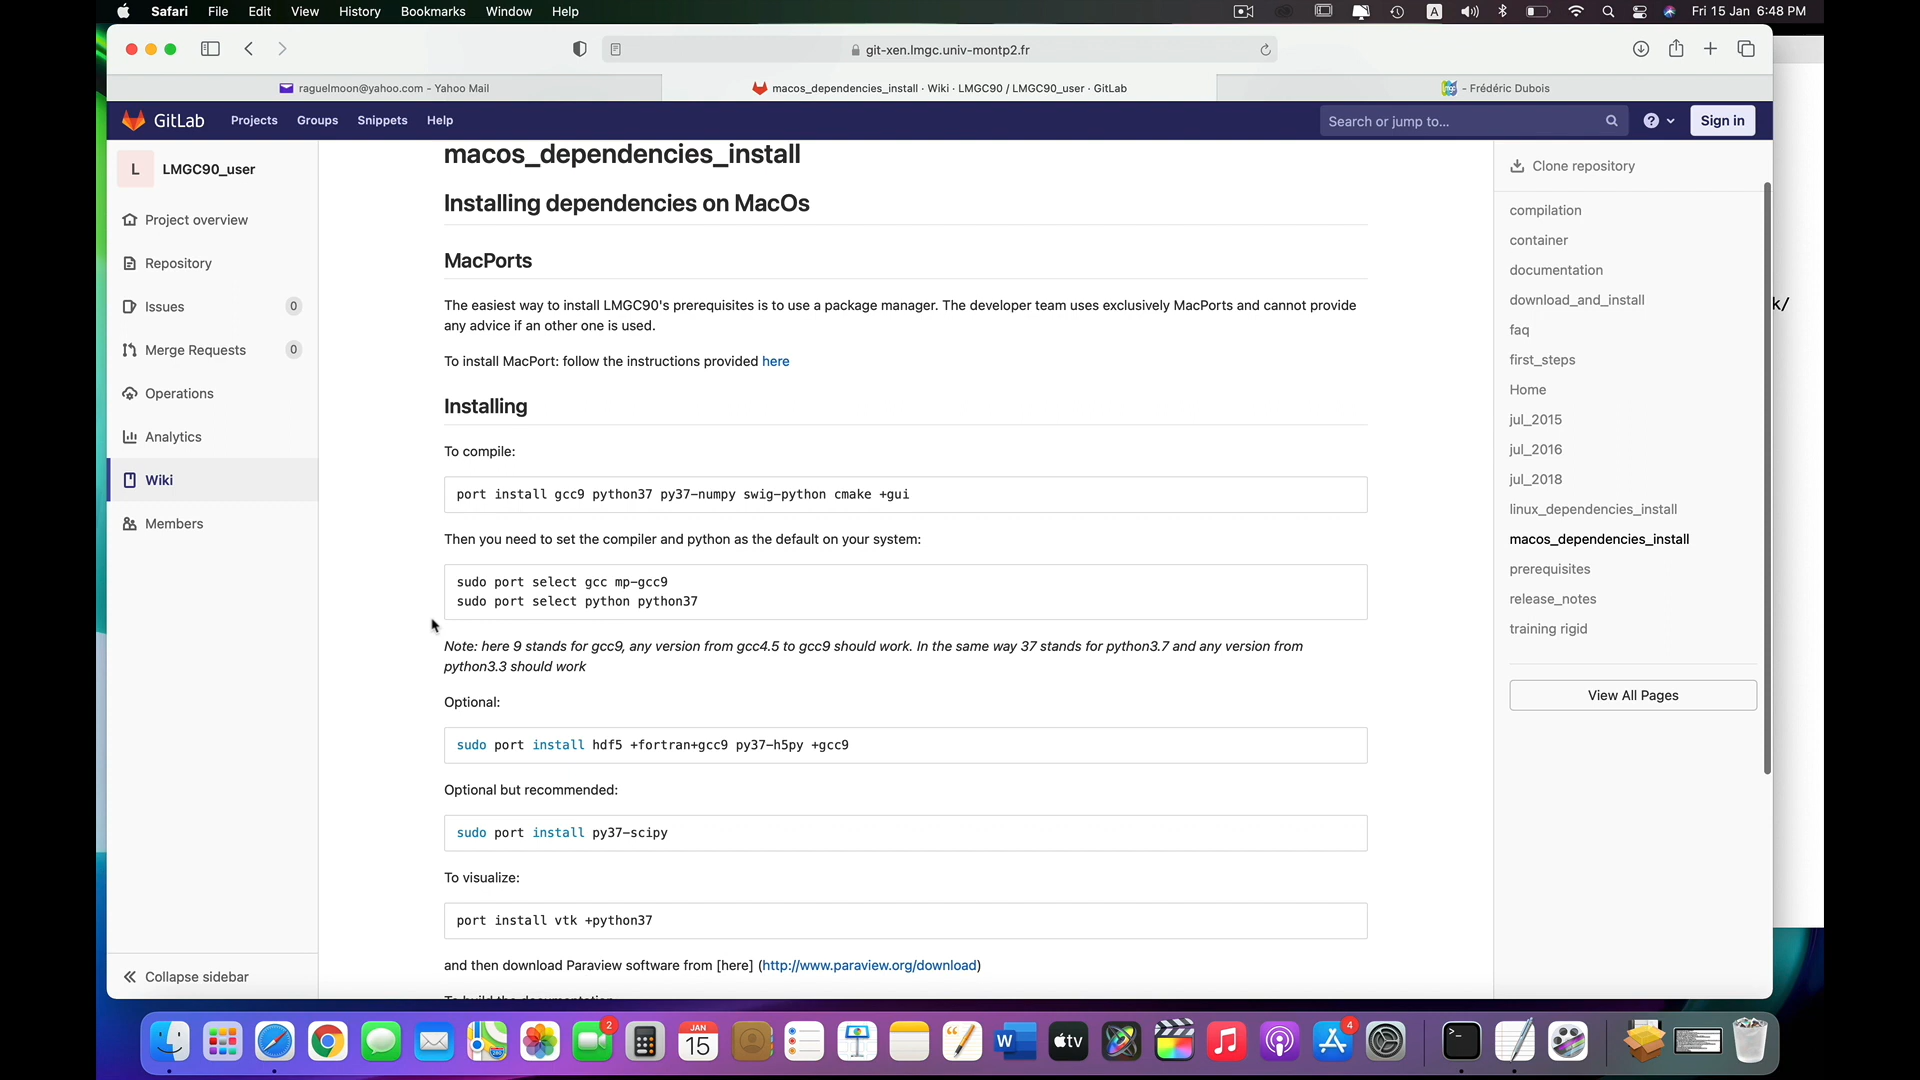 Safari File Edit View History Bookmarks Window Help
A
Fri 15 Jan 6:48 PM
git-xen.lmgc.univ-montp2.fr
raguelmoon@yahoo.com - Yahoo Mail
macos_dependencies_install · Wiki · LMGC90 / LMGC90_user · GitLab
- Frédéric Dubois
GitLab Projects Groups Snippets Help
Search or jump to...
Sign in
L LMGC90_user
Project overview
Repository
Issues 0
Merge Requests 0
Operations
Analytics
Wiki
Members
Collapse sidebar
macos_dependencies_install
Installing dependencies on MacOs
MacPorts
The easiest way to install LMGC90's prerequisites is to use a package manager. The developer team uses exclusively MacPorts and cannot provide
any advice if an other one is used.
To install MacPort: follow the instructions provided here
Installing
To compile:
port install gcc9 python37 py37-numpy swig-python cmake +gui
Then you need to set the compiler and python as the default on your system:
sudo port select gcc mp-gcc9
sudo port select python python37
Note: here 9 stands for gcc9, any version from gcc4.5 to gcc9 should work. In the same way 37 stands for python3.7 and any version from
python3.3 should work
Optional:
sudo port install hdf5 +fortran+gcc9 py37-h5py +gcc9
Optional but recommended:
sudo port install py37-scipy
To visualize:
port install vtk +python37
and then download Paraview software from [here] (http://www.paraview.org/download)
To build the documentation
Clone repository
compilation
container
documentation
download_and_install
faq
first_steps
Home
jul_2015
jul_2016
jul_2018
linux_dependencies_install
macos_dependencies_install
prerequisites
release_notes
training rigid
View All Pages
k/
2
JAN
15
W
tv
4